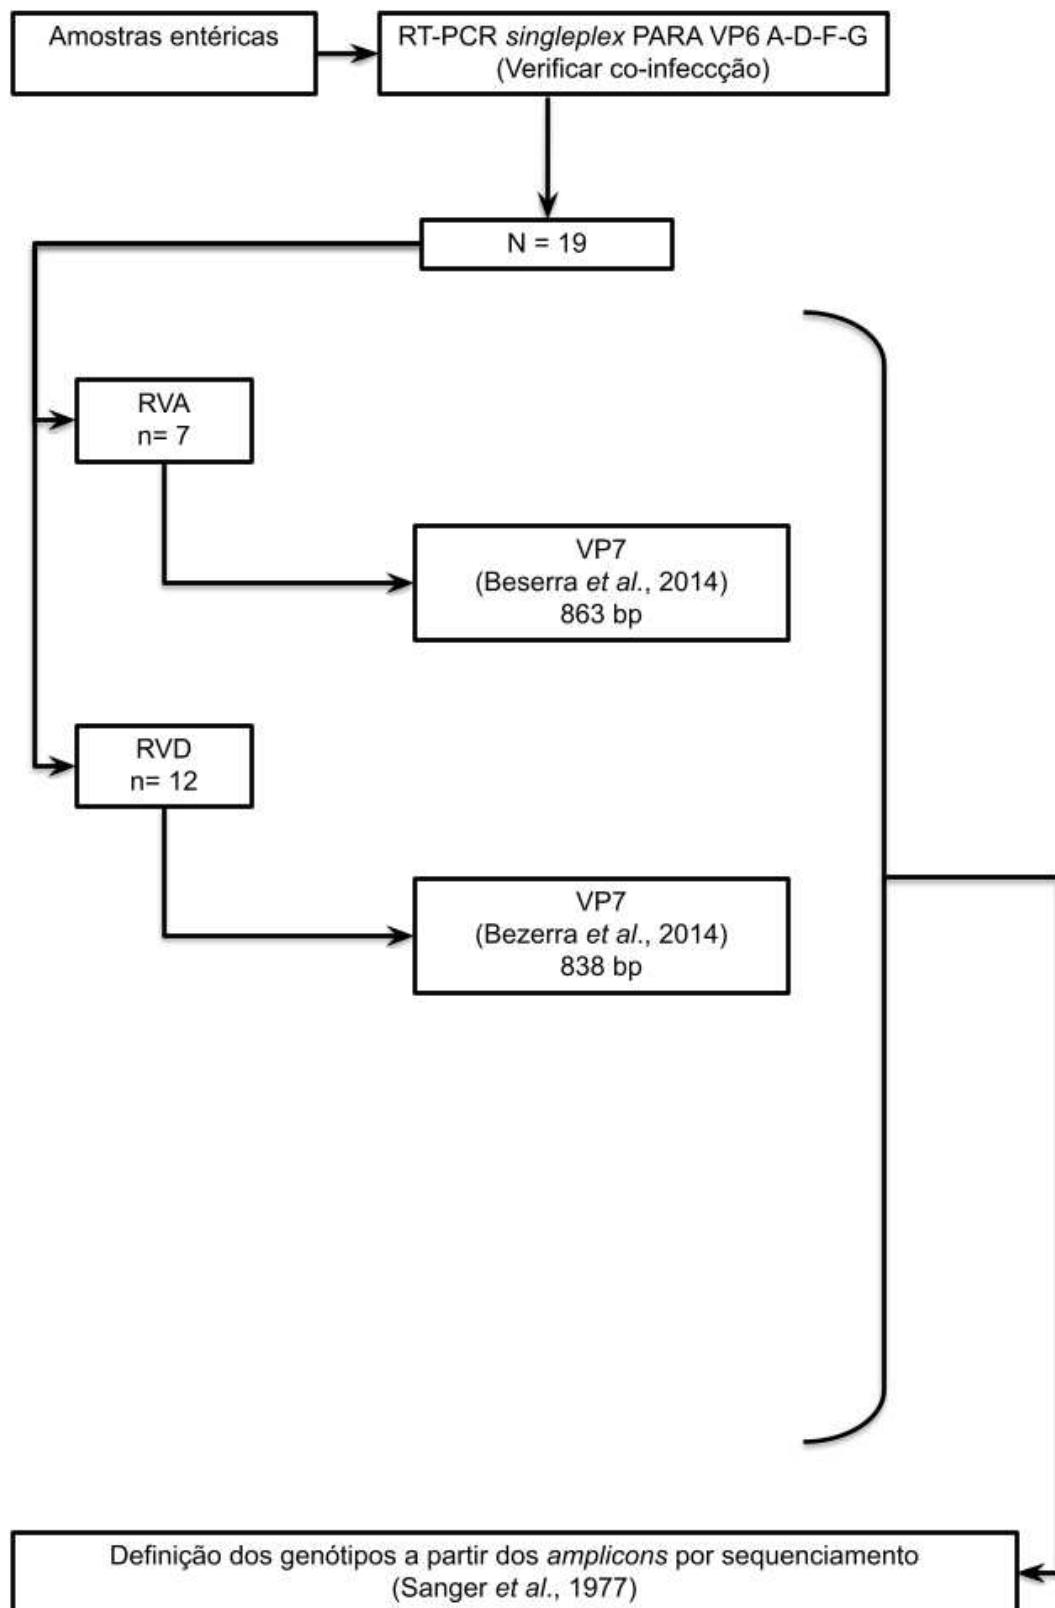 Amostras entéricas
RT-PCR singleplex PARA VP6 A-D-F-G
(Verificar co-infeccção)
N = 19
RVA
n= 7
VP7
(Beserra et al., 2014)
863 bp
RVD
n= 12
VP7
(Bezerra et al., 2014)
838 bp
Definição dos genótipos a partir dos amplicons por sequenciamento
(Sanger et al., 1977)